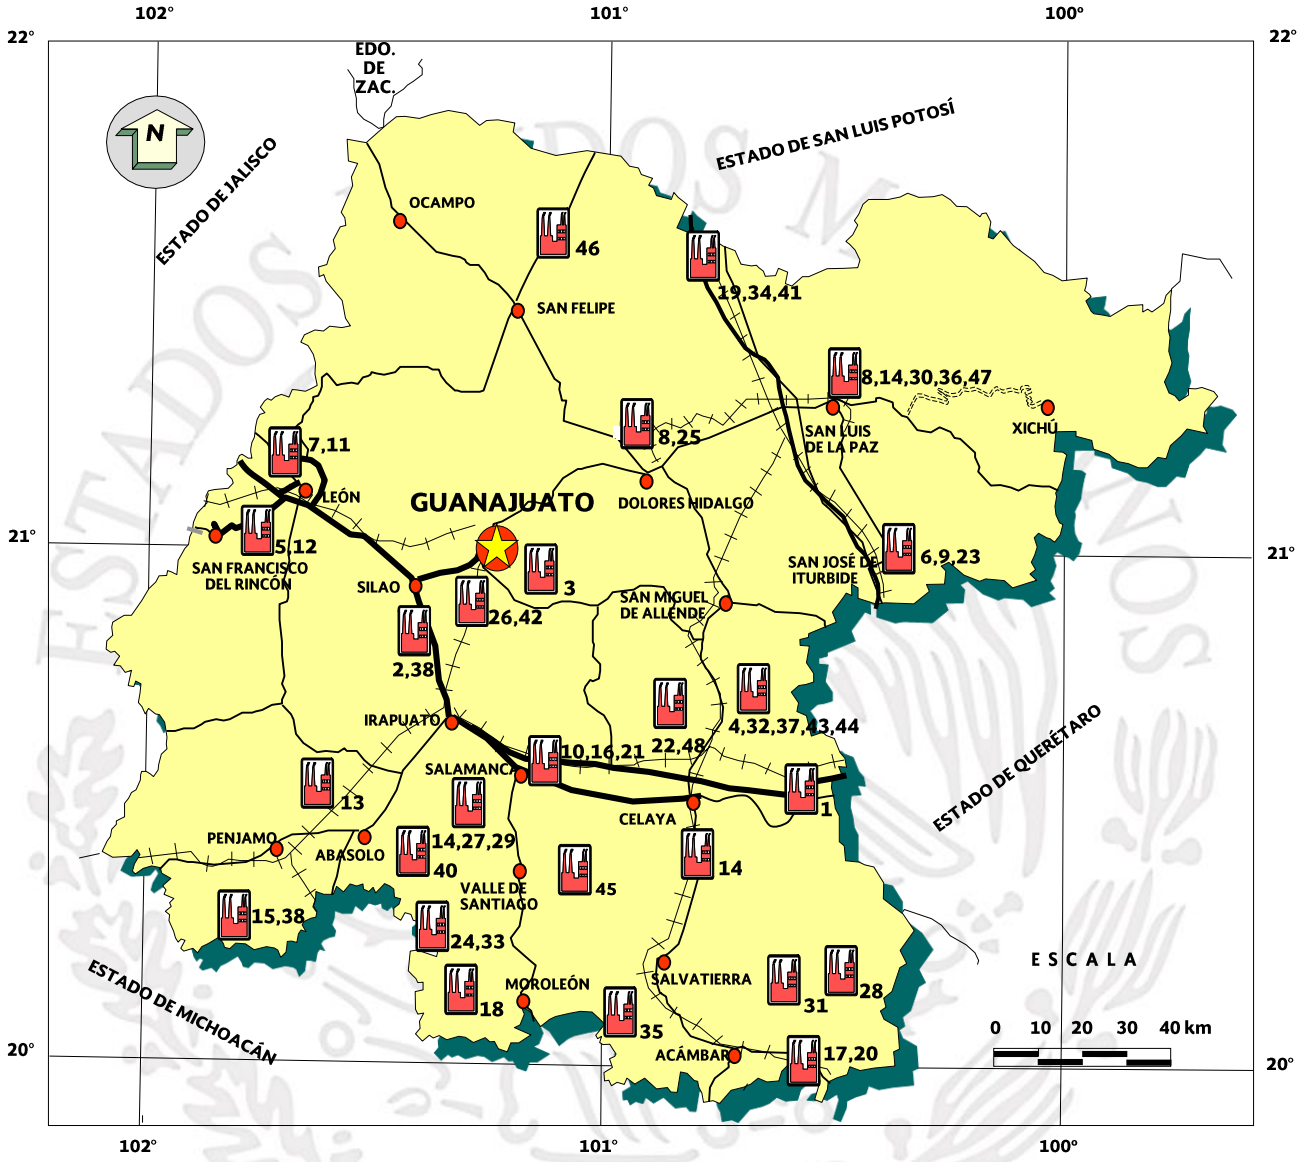 102° 101° 100°
22° 22°
EDO.
DE
ZAC.
ESTADO DE SAN LUIS POTOSÍ
N
ESTADO DE JALISCO
OCAMPO
46
19,34,41
SAN FELIPE
8,14,30,36,47
XICHÚ
SAN LUIS
DE LA PAZ
8,25
7,11
LEÓN
GUANAJUATO
DOLORES HIDALGO
21° 21°
5,12
SAN FRANCISCO
DEL RINCÓN
SAN JOSÉ DE
ITURBIDE
6,9,23
SILAO
3
26,42
SAN MIGUEL
DE ALLENDE
2,38
IRAPUATO
4,32,37,43,44
22,48
10,16,21
SALAMANCA
ESTADO DE QUERÉTARO
13
1
CELAYA
PENJAMO
ABASOLO
14,27,29
40
14
45
VALLE DE
SANTIAGO
15,38
24,33
ESCALA
ESTADO DE MICHOACÁN
MOROLEÓN
SALVATIERRA
18
31
28
35
0 10 20 30 40 km
20° 20°
ACÁMBARO
17,20
102° 101° 100°
ESTADOS